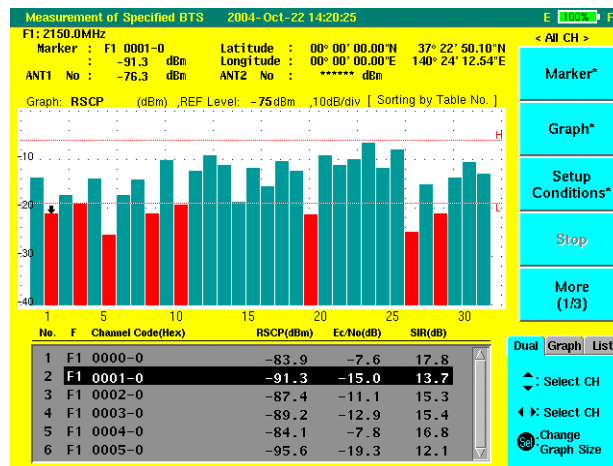 Measurement of Specified BTS 2004-Oct-22 14:20:25 E 100% F
F1: 2150.0MHz < All CH >
Marker : F1 0001-0 Latitude : 00° 00' 00.00"N 37° 22' 50.10"N
: -91.3 dBm Longitude : 00° 00' 00.00"E 140° 24' 12.54"E
ANT1 No : -76.3 dBm ANT2 No : ****** dBm
Graph: RSCP (dBm) ,REF Level: -75dBm ,10dB/div [ Sorting by Table No. ]
H
-10
-20
L
-30
-40
1 5 10 15 20 25 30
No. F Channel Code(Hex) RSCP(dBm) Ec/No(dB) SIR(dB)
1 F1 0000-0 -83.9 -7.6 17.8
2 F1 0001-0 -91.3 -15.0 13.7
3 F1 0002-0 -87.4 -11.1 15.3
4 F1 0003-0 -89.2 -12.9 15.4
5 F1 0004-0 -84.1 -7.8 16.8
6 F1 0005-0 -95.6 -19.3 12.1
Marker*
Graph*
Setup
Conditions*
Stop
More
(1/3)
Dual Graph List
: Select CH
: Select CH
Sel :Change
Graph Size